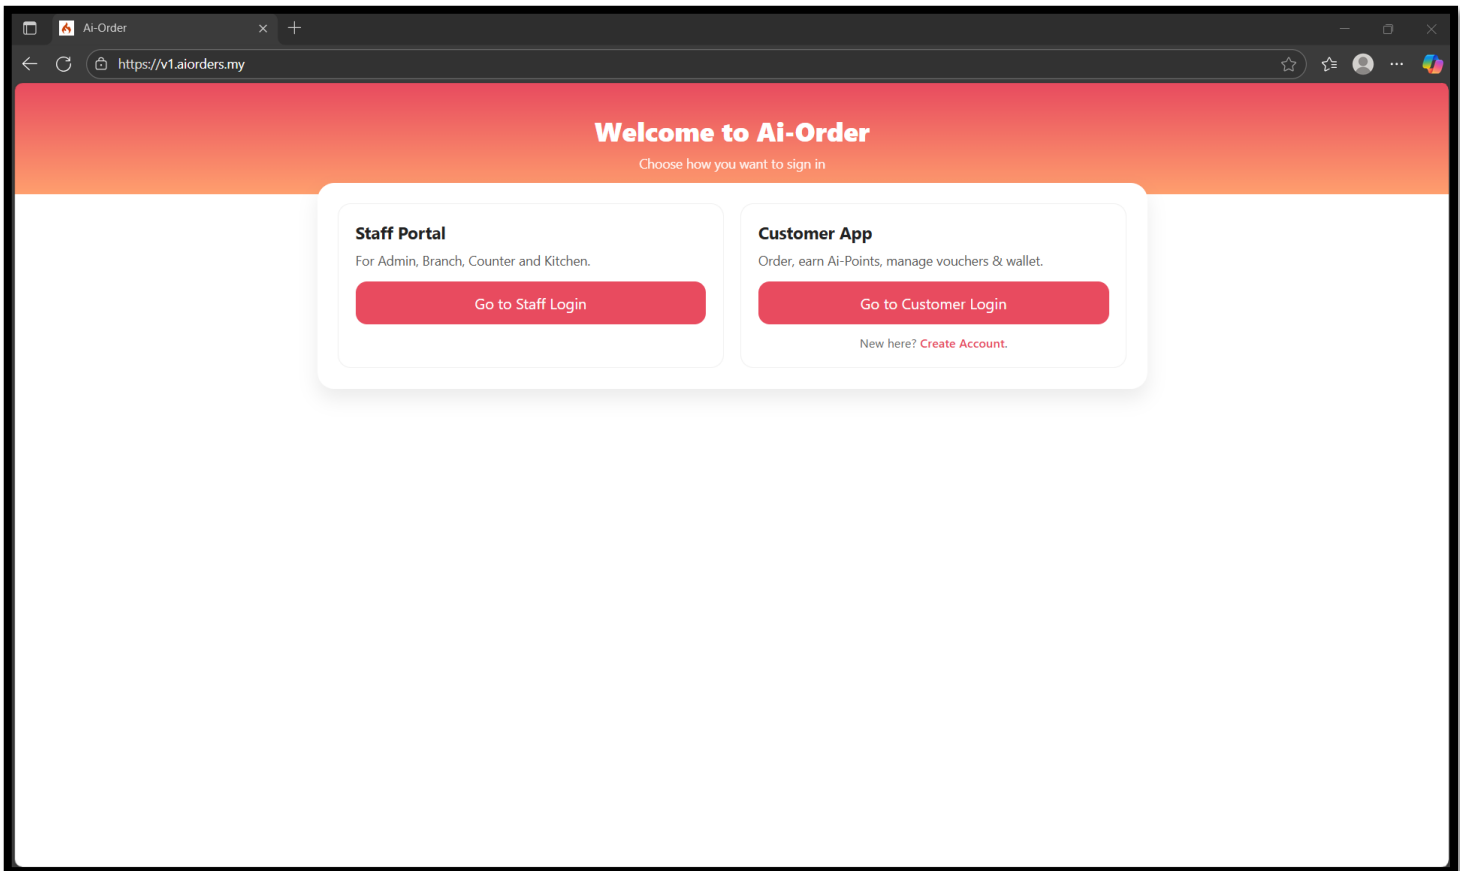 Ai-Order
https://v1.aiorders.my
Welcome to Ai-Order
Choose how you want to sign in
Staff Portal
For Admin, Branch, Counter and Kitchen.
Go to Staff Login
Customer App
Order, earn Ai-Points, manage vouchers & wallet.
Go to Customer Login
New here? Create Account.